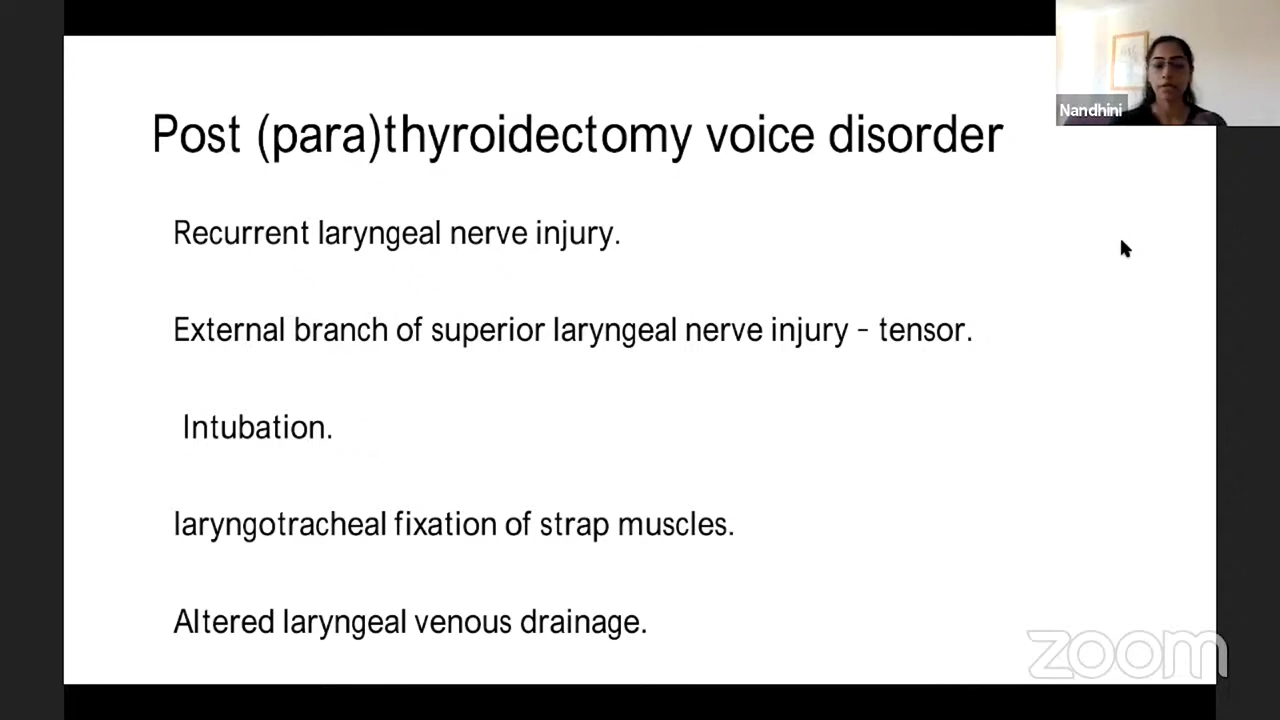 Nandhini
Post (para)thyroidectomy voice disorder
Recurrent laryngeal nerve injury.
External branch of superior laryngeal nerve injury - tensor.
Intubation.
laryngotracheal fixation of strap muscles.
Altered laryngeal venous drainage.
zoom